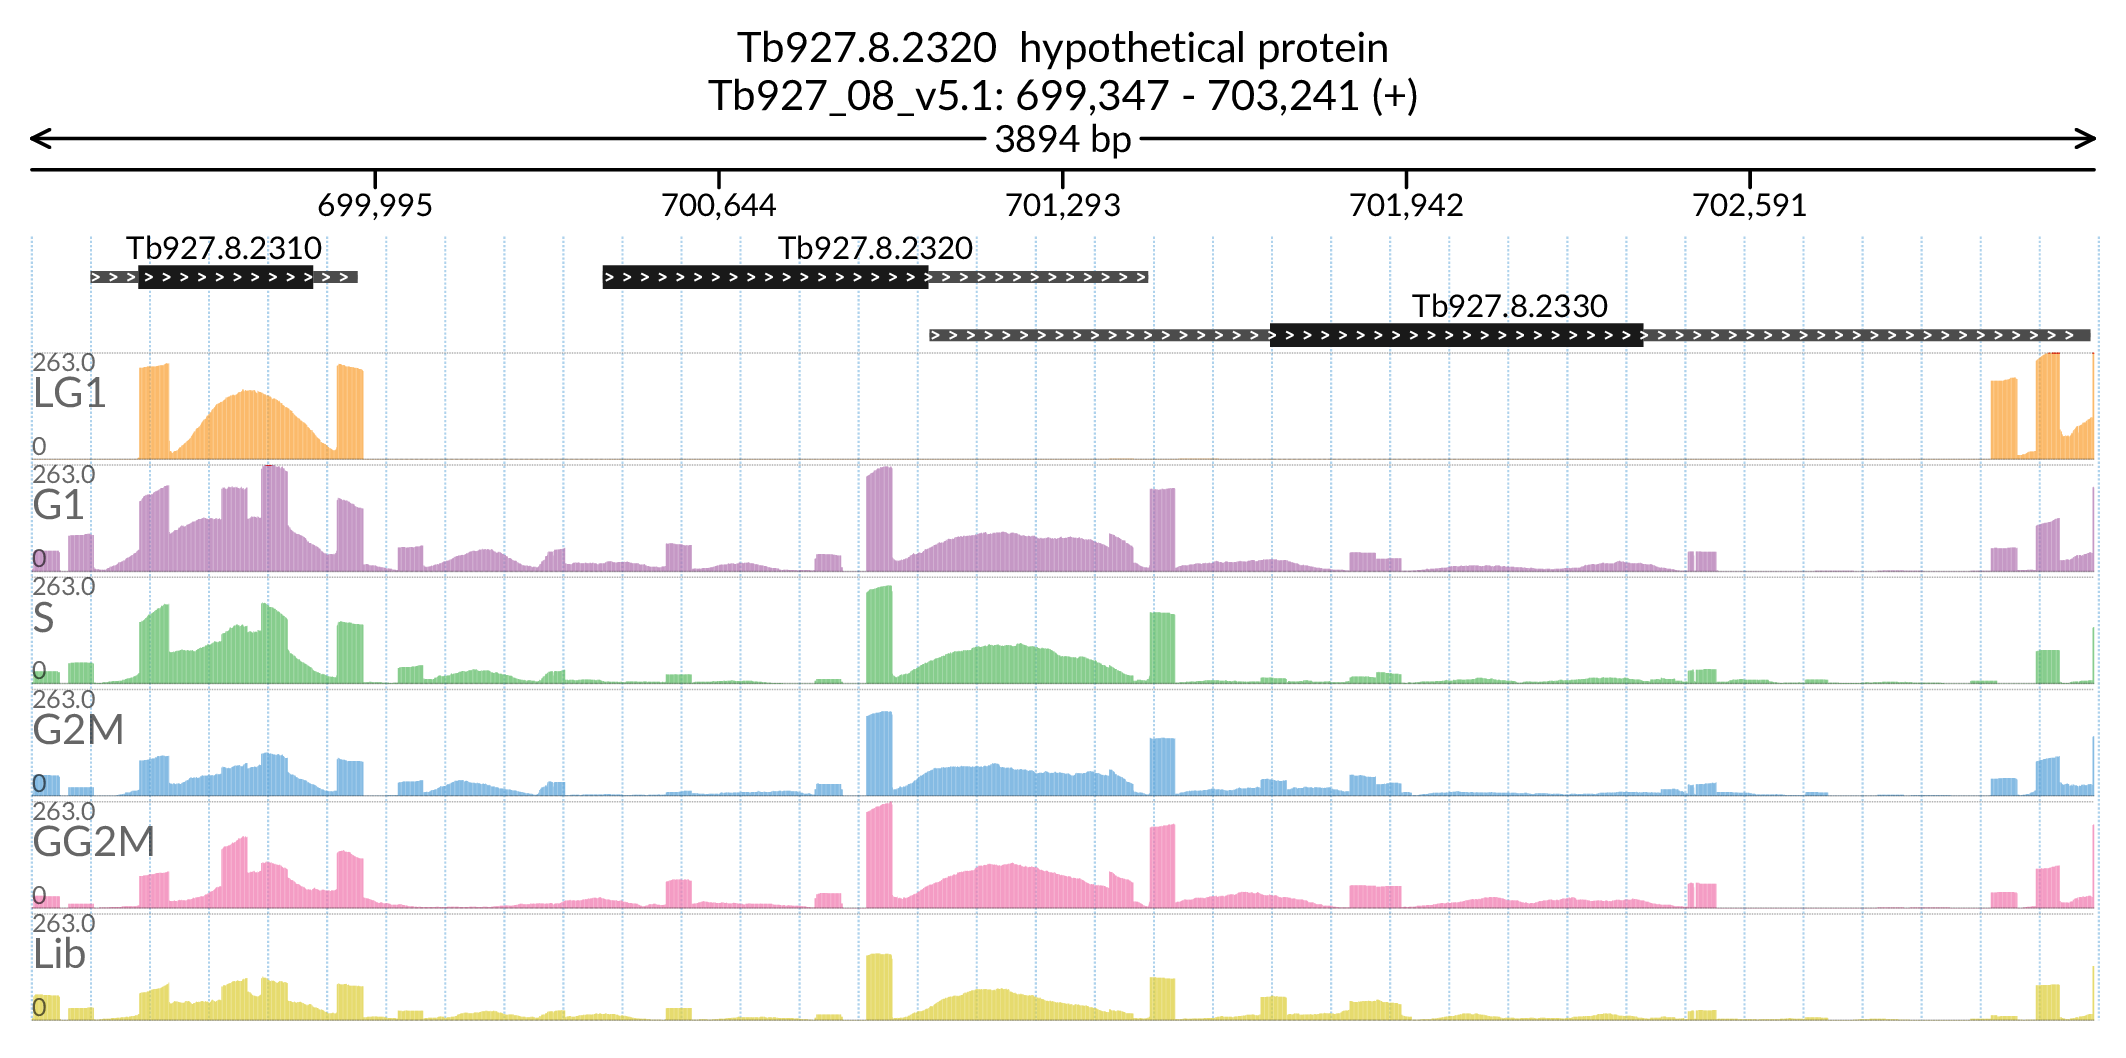 Tb927.8.2320  hypothetical protein
Tb927_08_v5.1: 699,347 - 703,241 (+)
3894 bp
699,995 700,644 701,293 701,942 702,591
Tb927.8.2310 Tb927.8.2320
Tb927.8.2330
263.0
LG1
0
263.0
G1
0
263.0
S
0
263.0
G2M
0
263.0
GG2M
0
263.0
Lib
0